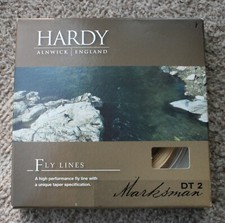 HARDY
ALNWICK | ENGLAND
FLY LINES
A high performance fly line with
a unique taper specification.
DT 2
Marksman